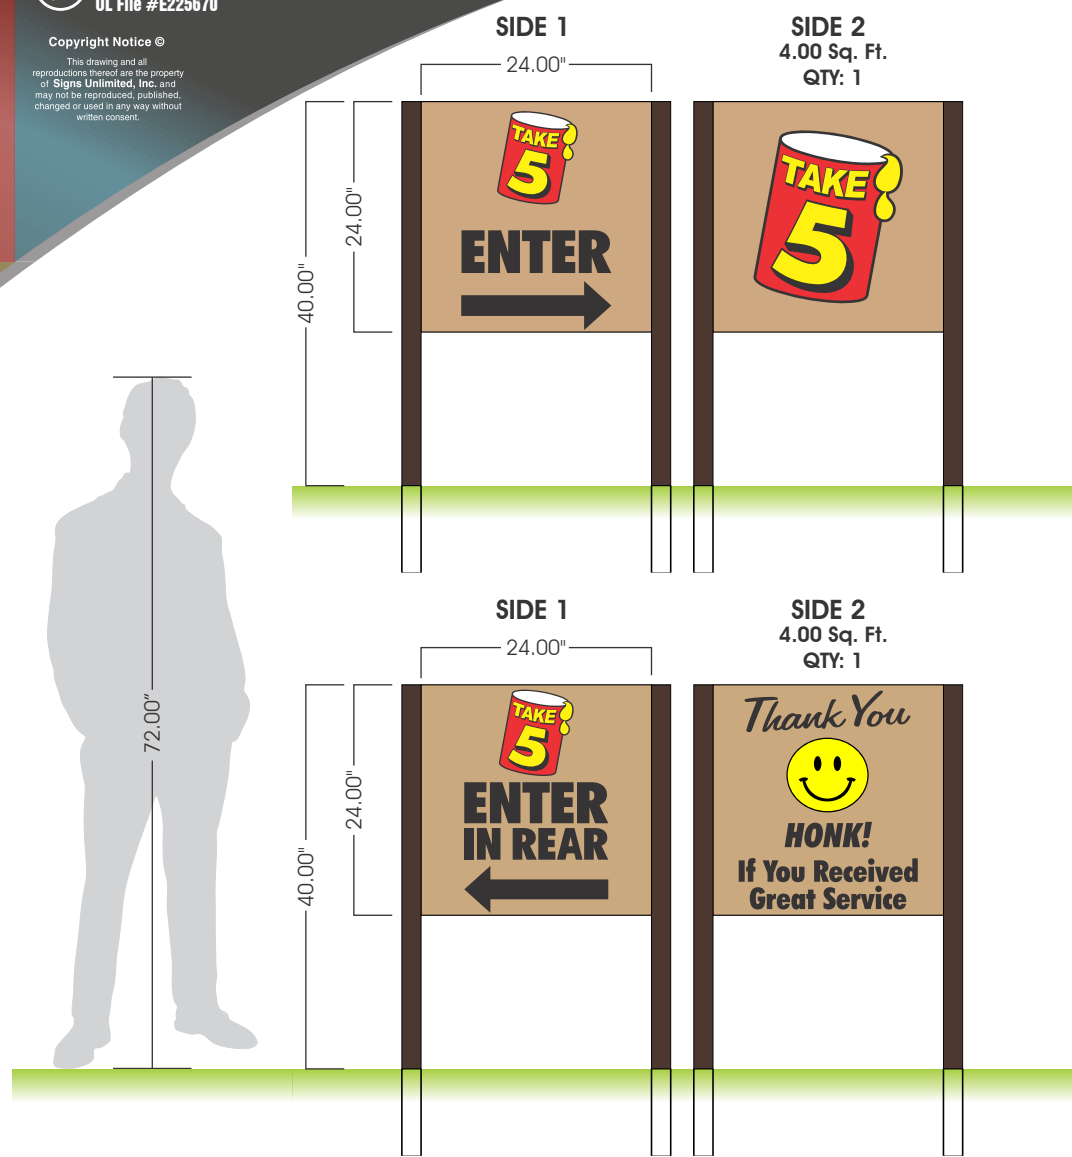 UL File #E225670
Copyright Notice ©
This drawing and all
reproductions thereof are the property
of Signs Unlimited, Inc. and
may not be reproduced, published,
changed or used in any way without
written consent.
SIDE 1
24.00"
40.00"
24.00"
TAKE
5
ENTER
SIDE 2
4.00 Sq. Ft.
QTY: 1
TAKE
5
72.00"
SIDE 1
24.00"
40.00"
24.00"
TAKE
5
ENTER
IN REAR
SIDE 2
4.00 Sq. Ft.
QTY: 1
Thank You
HONK!
If You Received
Great Service